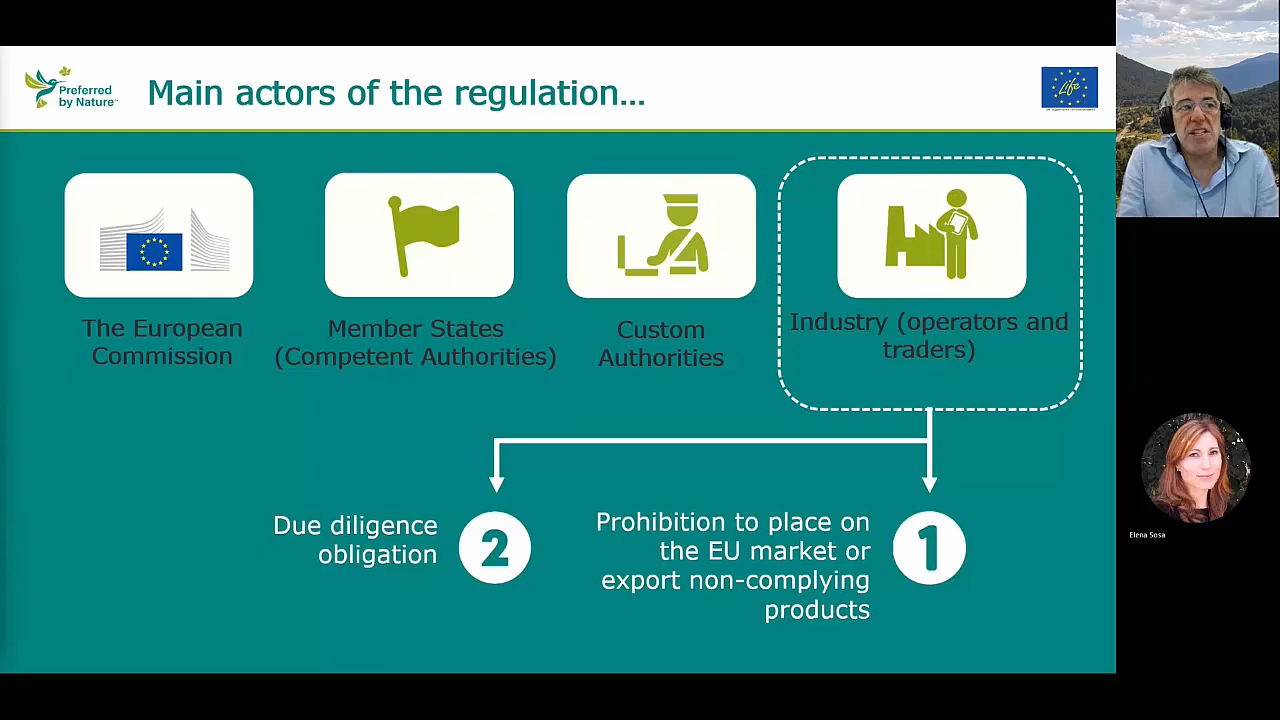 Preferred
by Nature™
Main actors of the regulation...
Life
The European
Commission
Member States
(Competent Authorities)
Custom
Authorities
Industry (operators and
traders)
Due diligence
obligation
2
Prohibition to place on
the EU market or
export non-complying
products
1
Elena Sosa